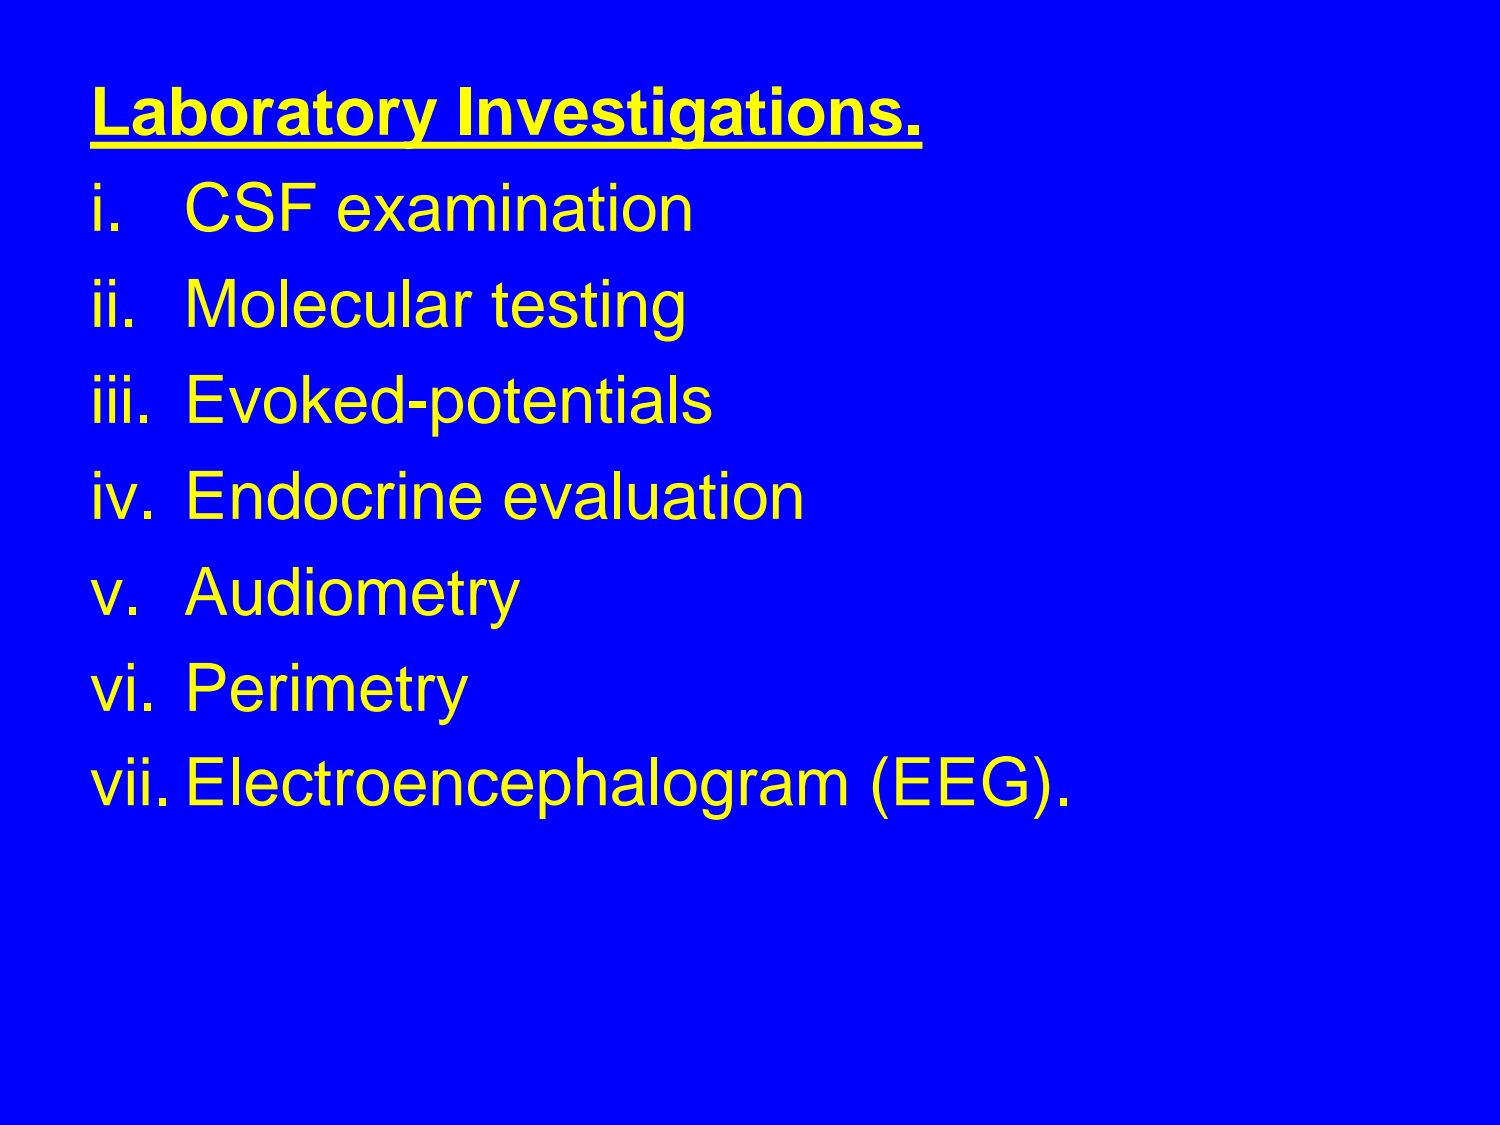 Laboratory Investigations.
i. CSF examination
ii. Molecular testing
iii. Evoked-potentials
iv. Endocrine evaluation
v. Audiometry
vi. Perimetry
vii. Electroencephalogram (EEG).